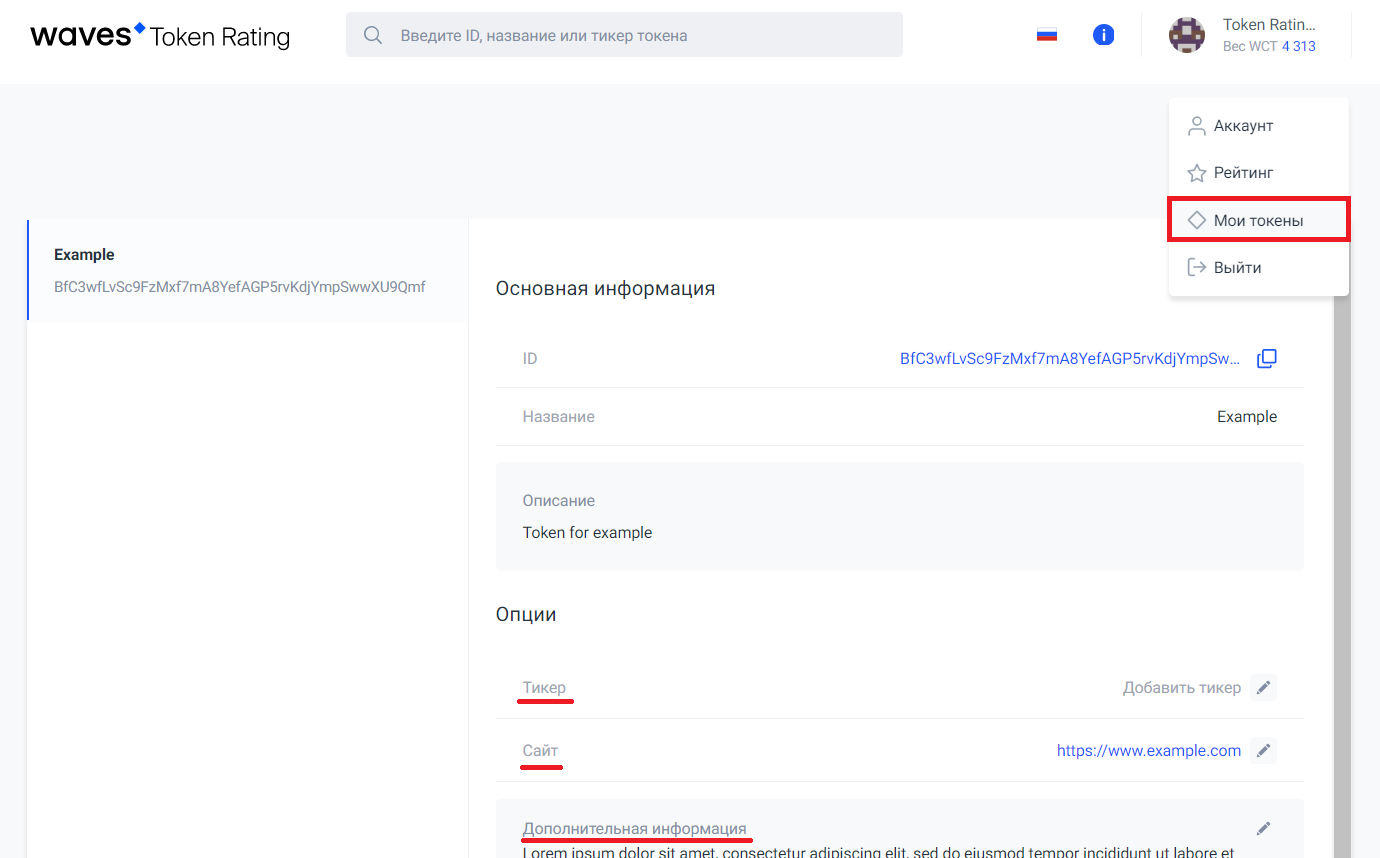 waves Token Rating
Введите ID, название или тикер токена
Token Ratin...
Вес WCT 4 313
Аккаунт
Рейтинг
Мои токены
Выйти
Example
BfC3wfLvSc9FzMxf7mA8YefAGP5rvKdjYmpSwwXU9Qmf
Основная информация
ID BfC3wfLvSc9FzMxf7mA8YefAGP5rvKdjYmpSw...
Название Example
Описание
Token for example
Опции
Тикер Добавить тикер
Сайт https://www.example.com
Дополнительная информация
Lorem ipsum dolor sit amet, consectetur adipiscing elit, sed do eiusmod tempor incididunt ut labore et